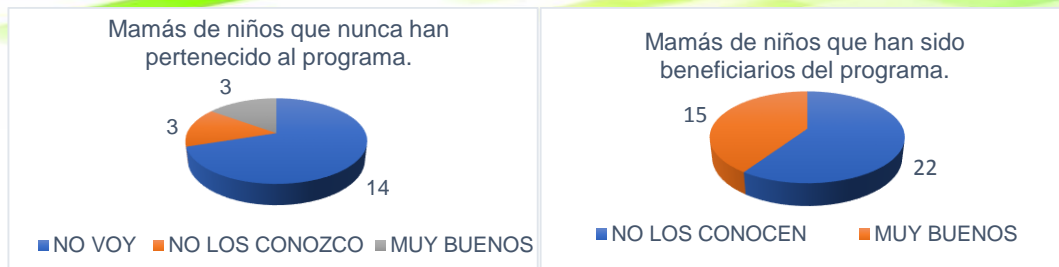 Mamás de niños que nunca han
pertenecido al programa.
3
3
14
NO VOY NO LOS CONOZCO MUY BUENOS
Mamás de niños que han sido
beneficiarios del programa.
15
22
NO LOS CONOCEN MUY BUENOS